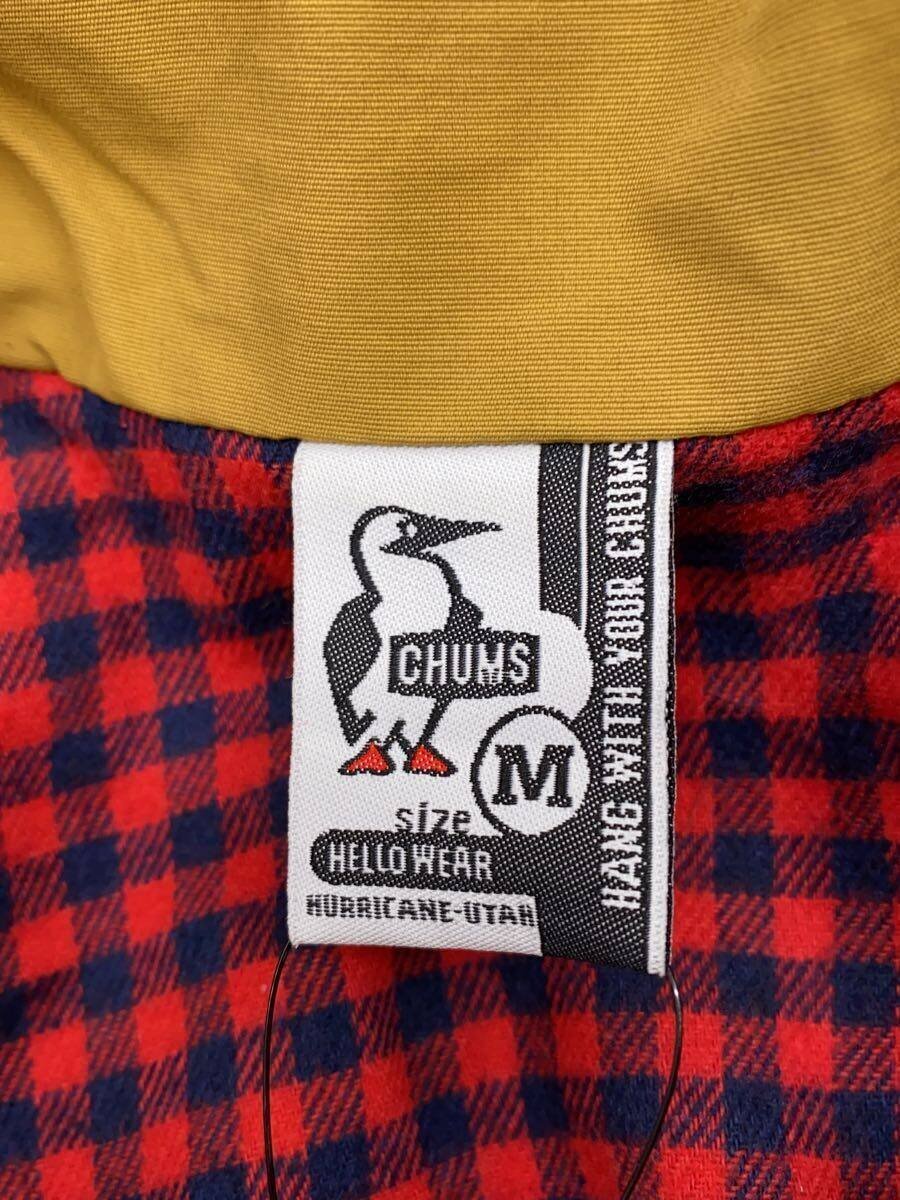 CHUMS
M
size
HELLO WEAR
HURRICANE-UTAH
HANG WITH YOUR CHUMS